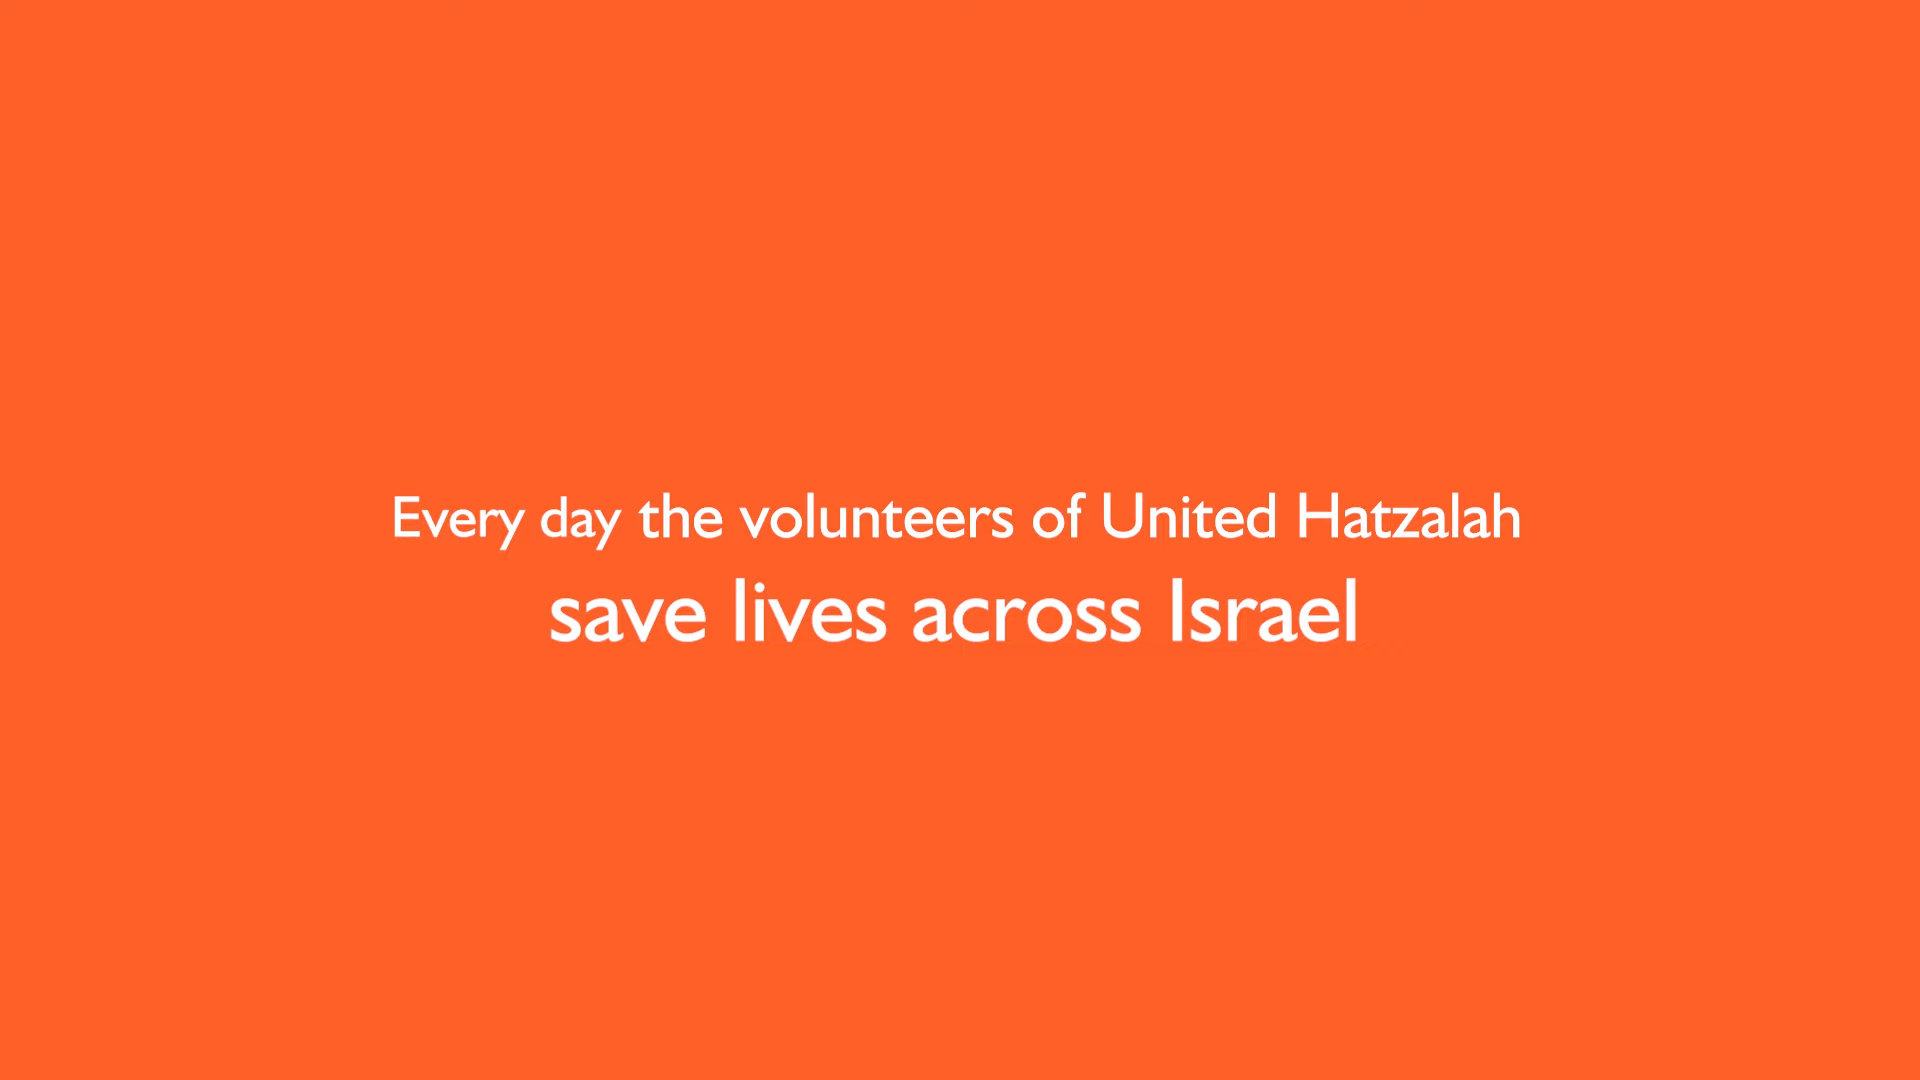 Every day the volunteers of United Hatzalah
save lives across Israel